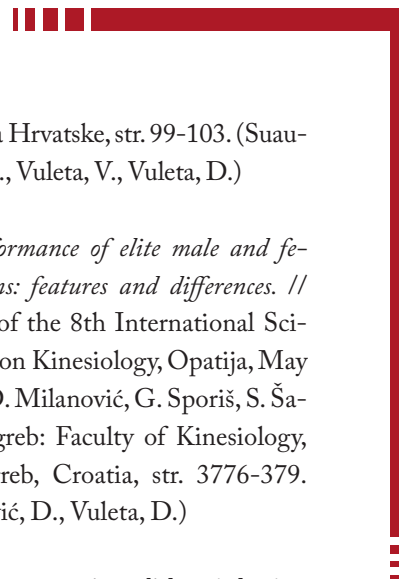 a Hrvatske, str. 99-103. (Suau-
., Vuleta, V., Vuleta, D.)
formance of elite male and fe-
ns: features and differences. //
of the 8th International Sci-
on Kinesiology, Opatija, May
D. Milanović, G. Sporiš, S. Ša-
greb: Faculty of Kinesiology,
reb, Croatia, str. 3776-379.
vić, D., Vuleta, D.)